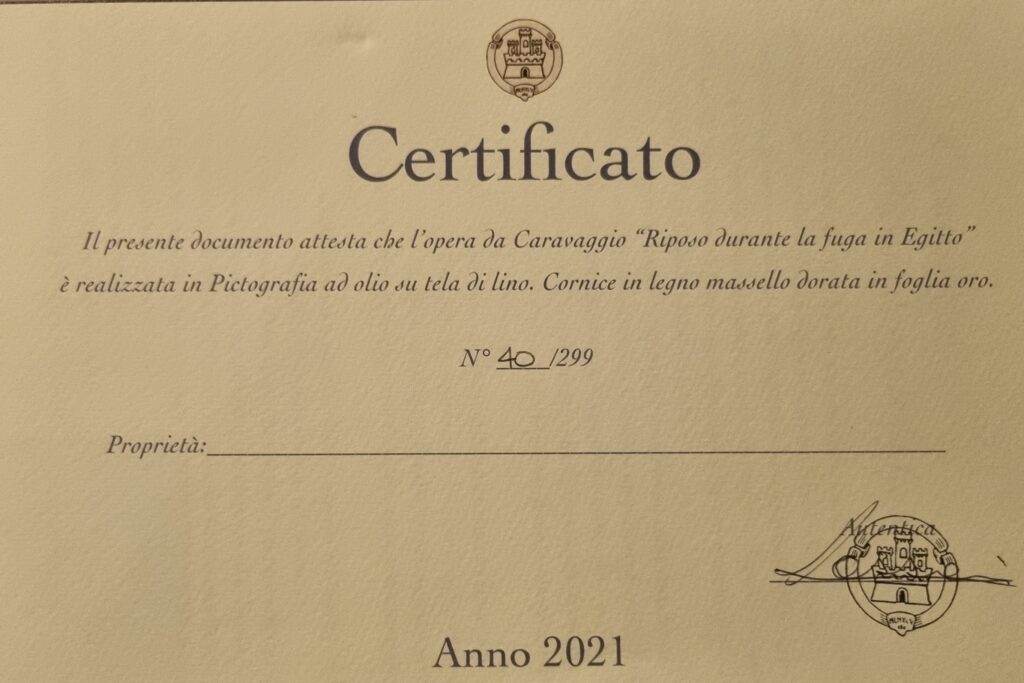 Certificato
Il presente documento attesta che l'opera da Caravaggio “Riposo durante la fuga in Egitto”
è realizzata in Pictografia ad olio su tela di lino. Cornice in legno massello dorata in foglia oro.
N° 40/299
Proprietà:
Autentica
Anno 2021